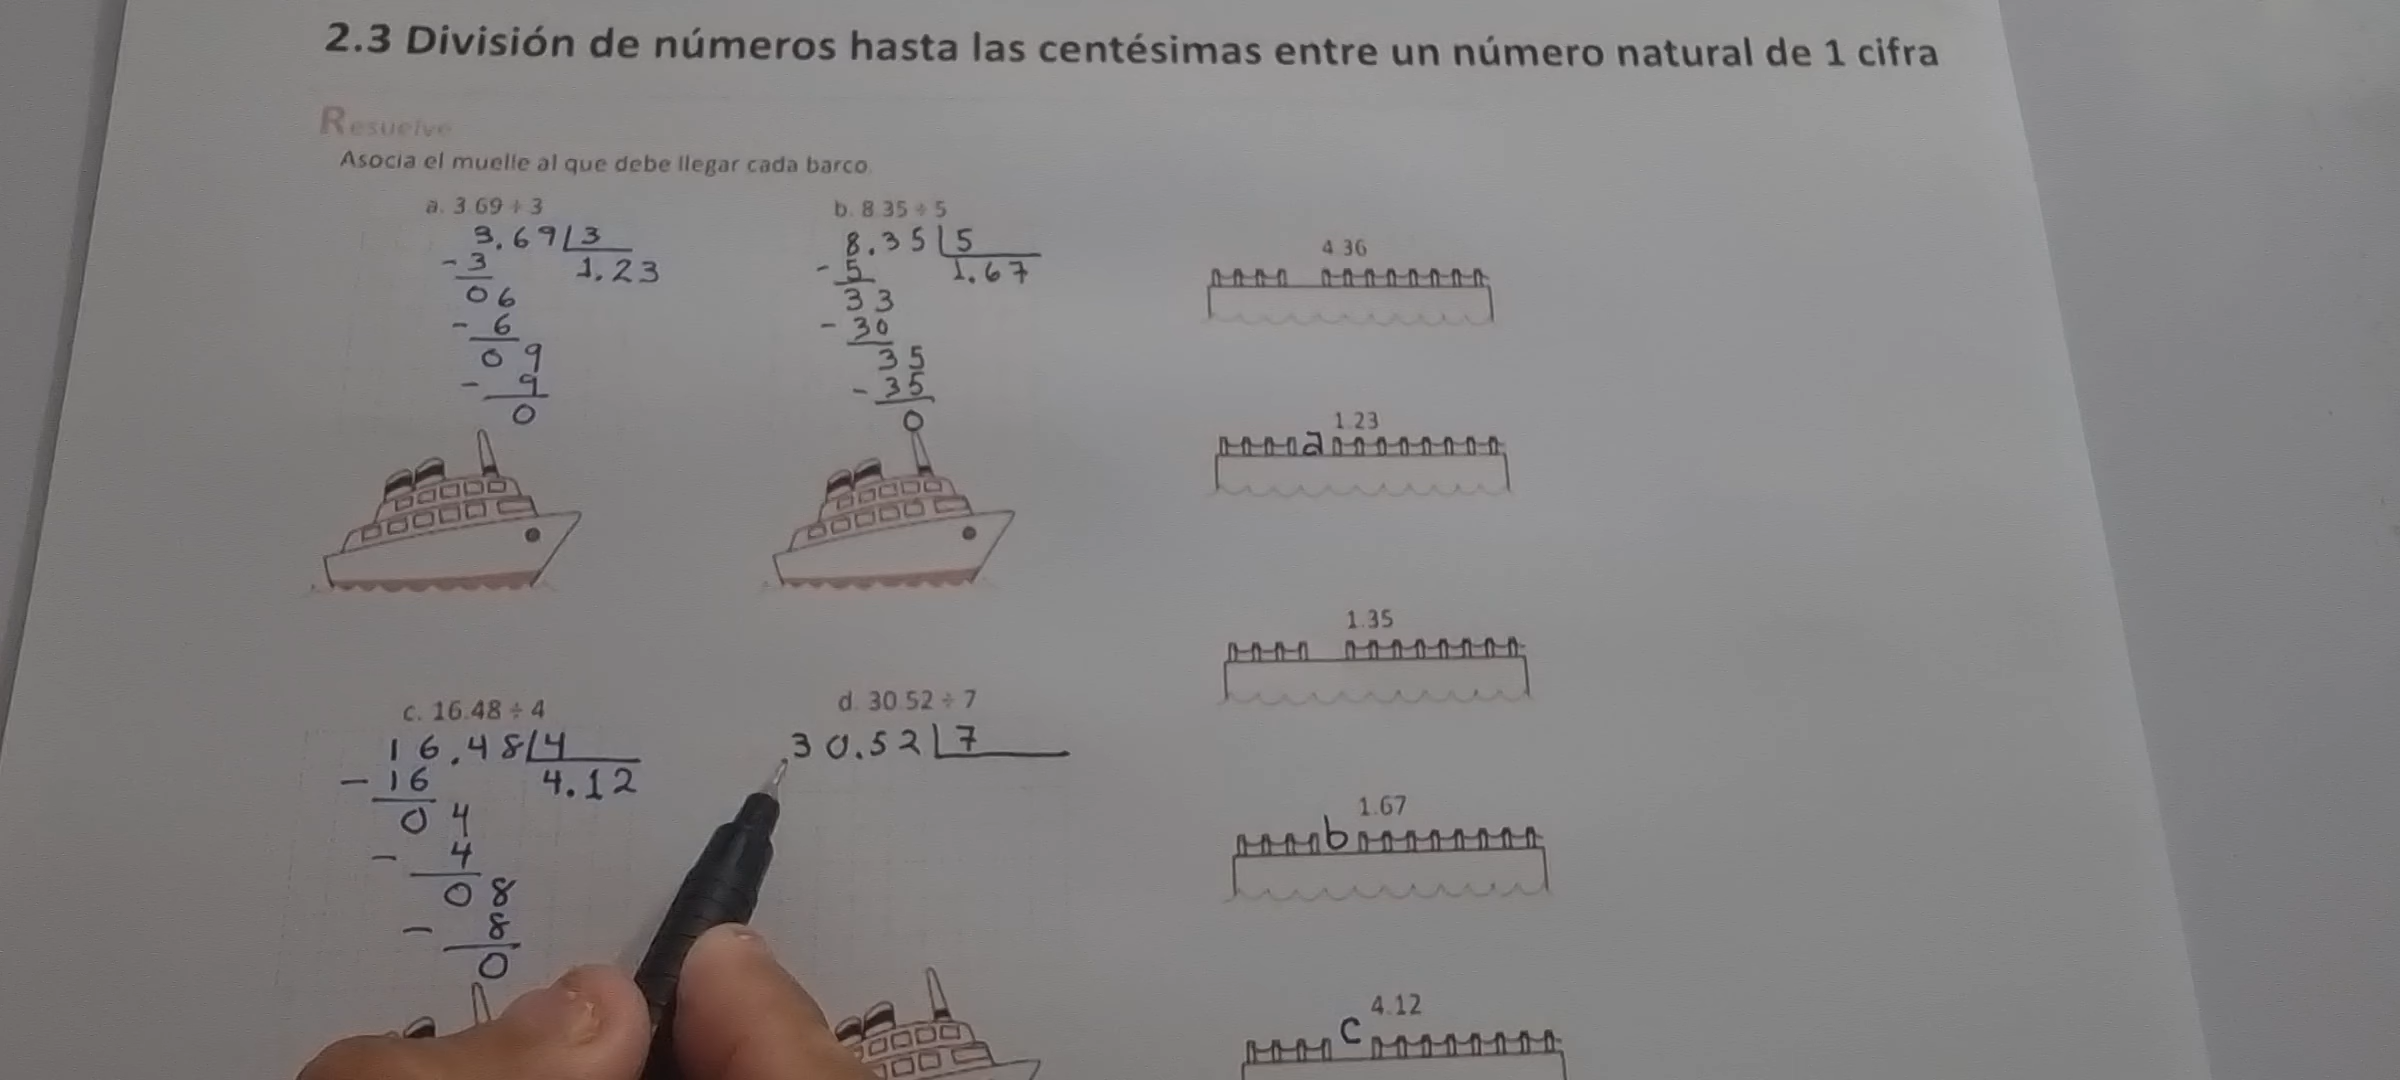 2.3 División de números hasta las centésimas entre un número natural de 1 cifra
Resuelve
Asocia el muelle al que debe llegar cada barco.
a. 3.69 ÷ 3
3.69 3
- 3 1.23
06
- 6
09
- 9
0
b. 8.35 ÷ 5
8.35 5
- 5 1.67
33
- 30
35
- 35
0
c. 16.48 ÷ 4
16.48 4
- 16 4.12
04
- 4
08
- 8
0
d. 30.52 ÷ 7
30.52 7
4.36
1.23
a
1.35
1.67
b
4.12
c